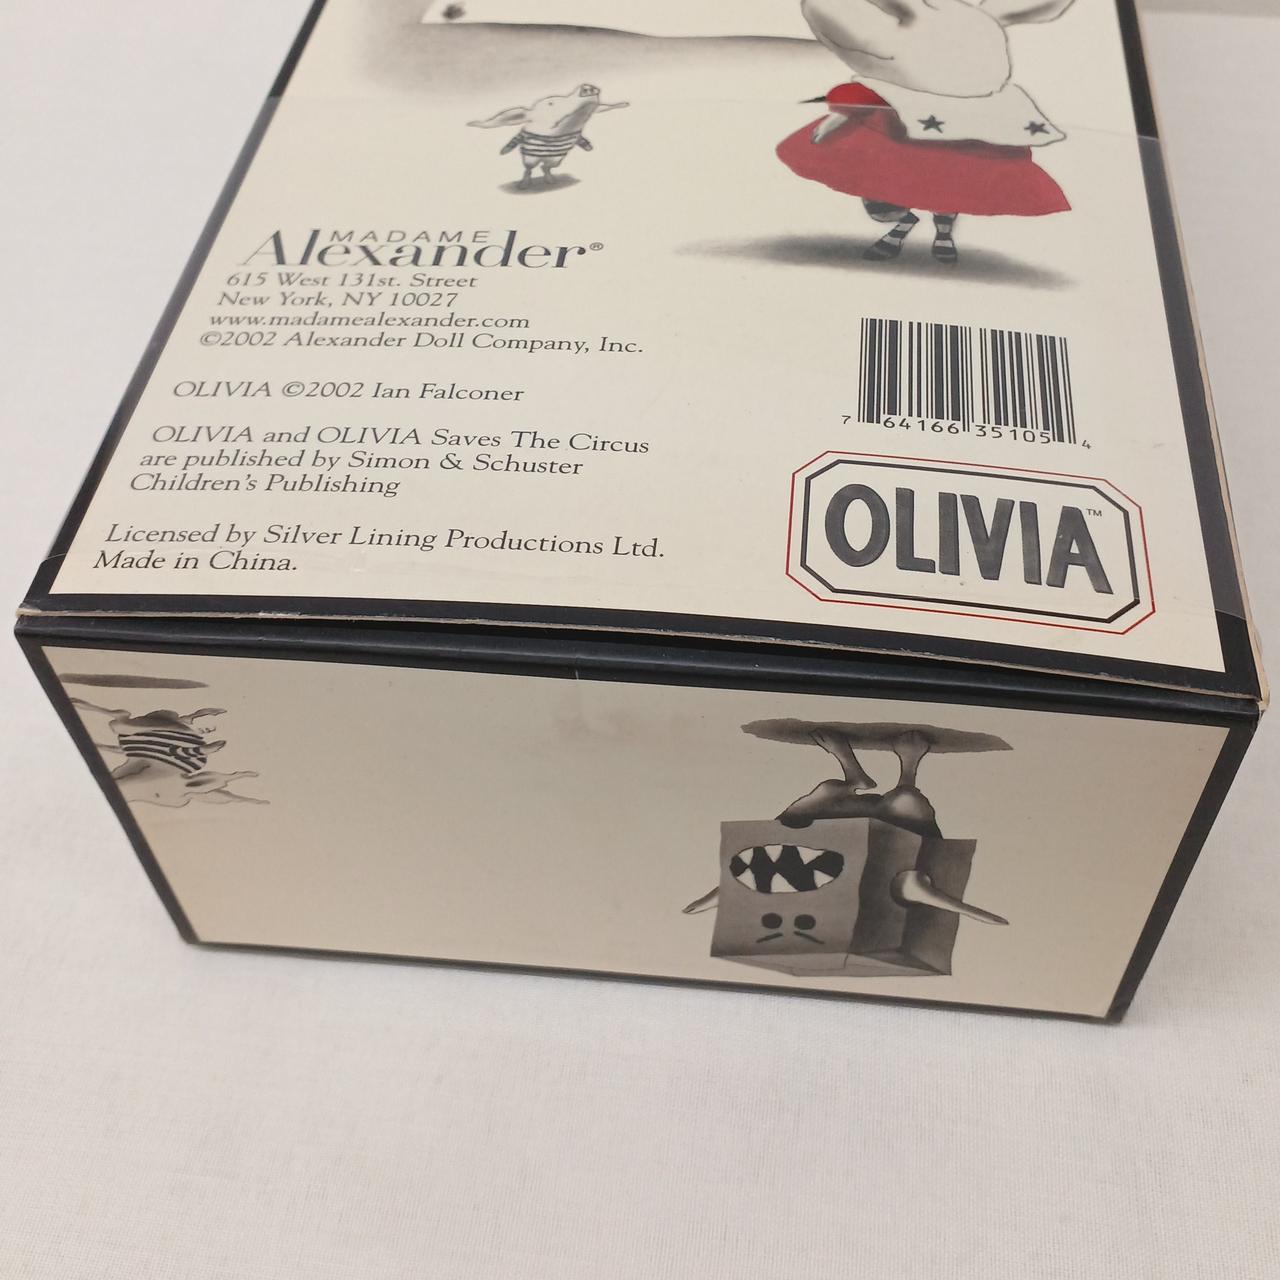 MADAME
Alexander®
615 West 131st. Street
New York, NY 10027
www.madamealexander.com
©2002 Alexander Doll Company, Inc.
OLIVIA ©2002 Ian Falconer
OLIVIA and OLIVIA Saves The Circus
are published by Simon & Schuster
Children's Publishing
Licensed by Silver Lining Productions Ltd.
Made in China.
7 64166 35105 4
OLIVIA™